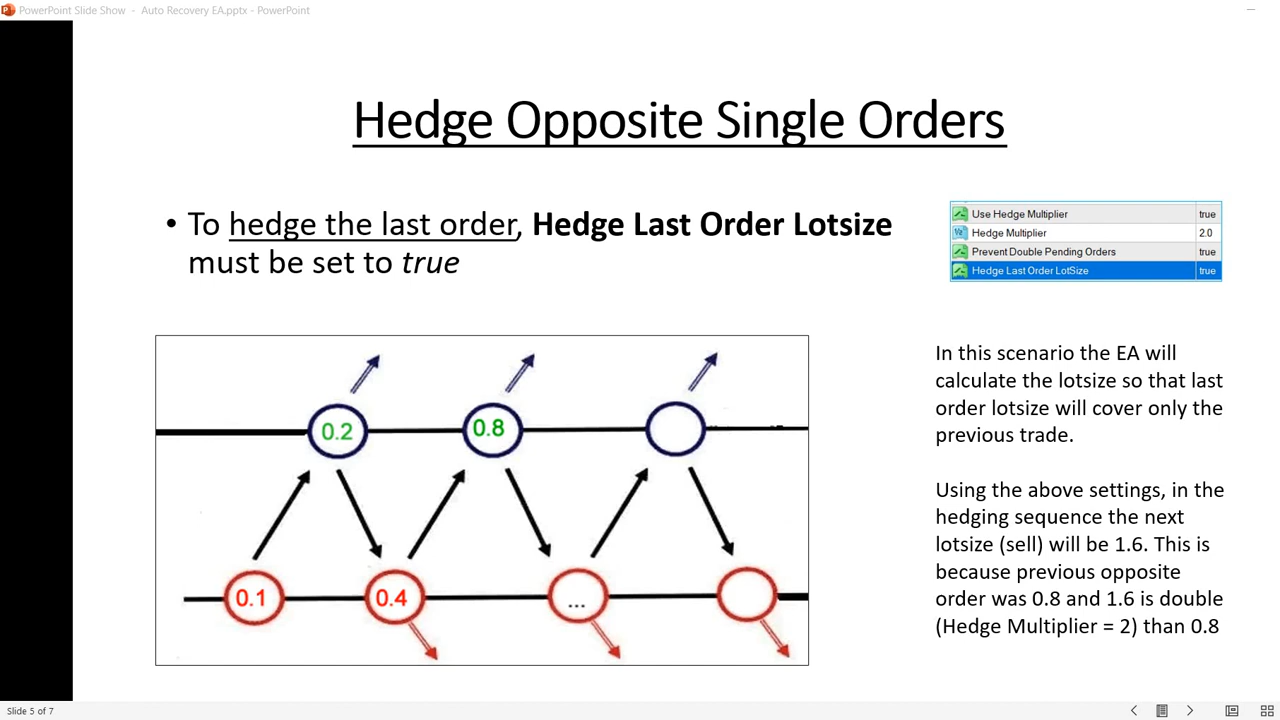 PowerPoint Slide Show - Auto Recovery EA.pptx - PowerPoint
Hedge Opposite Single Orders
• To hedge the last order, Hedge Last Order Lotsize
must be set to true
Use Hedge Multiplier true
Hedge Multiplier 2.0
Prevent Double Pending Orders true
Hedge Last Order LotSize true
0.2
0.8
0.1
0.4
...
In this scenario the EA will
calculate the lotsize so that last
order lotsize will cover only the
previous trade.
Using the above settings, in the
hedging sequence the next
lotsize (sell) will be 1.6. This is
because previous opposite
order was 0.8 and 1.6 is double
(Hedge Multiplier = 2) than 0.8
Slide 5 of 7